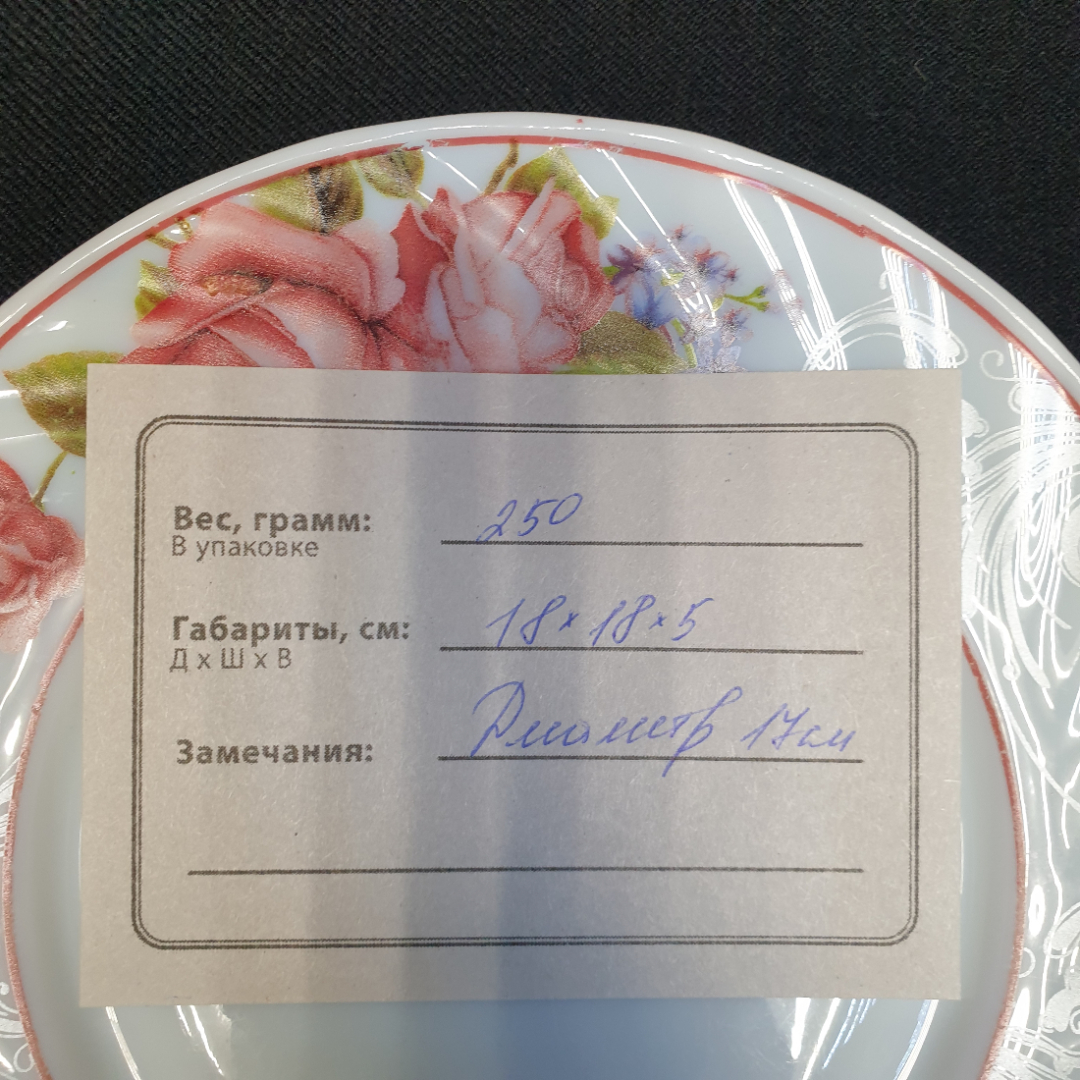 Вес, грамм: 250
В упаковке
Габариты, см: 18 х 18 х 5
Д х Ш х В
Замечания: Диаметр 17см